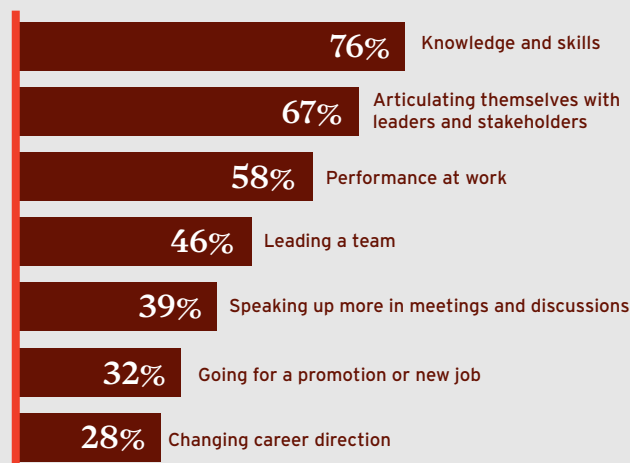 76% Knowledge and skills
67% Articulating themselves with
leaders and stakeholders
58% Performance at work
46% Leading a team
39% Speaking up more in meetings and discussions
32% Going for a promotion or new job
28% Changing career direction